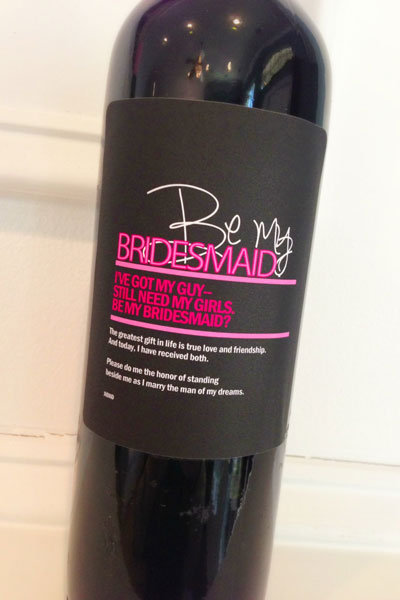 Be my
BRIDESMAID
I'VE GOT MY GUY—
STILL NEED MY GIRLS.
BE MY BRIDESMAID?
The greatest gift in life is true love and friendship.
And today, I have received both.
Please do me the honor of standing
beside me as I marry the man of my dreams.
XOXO